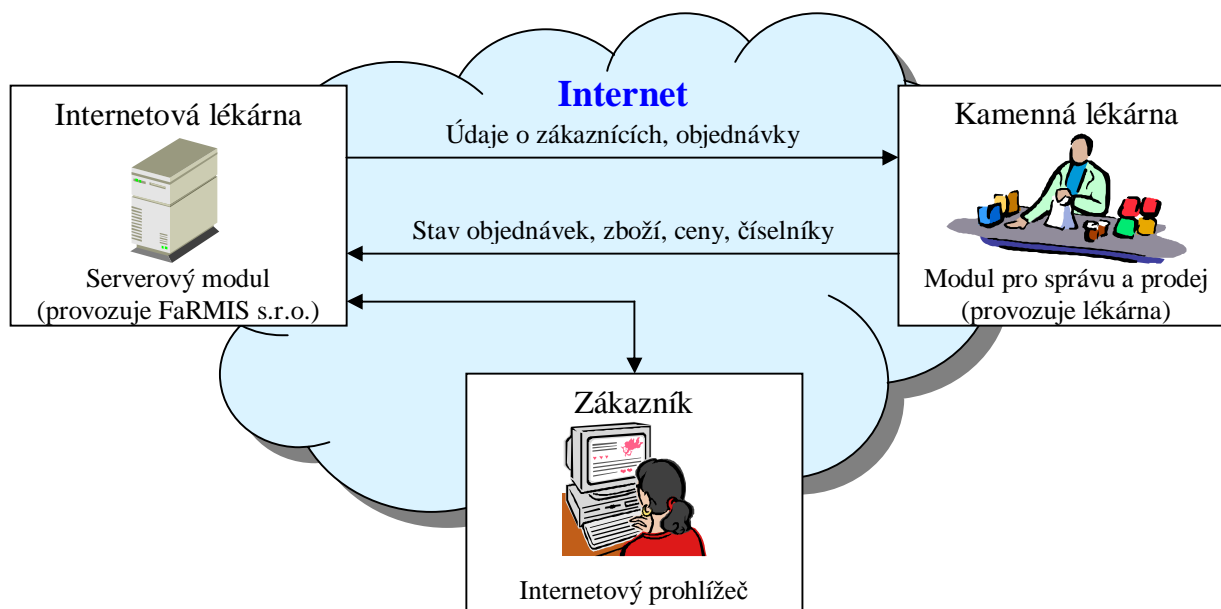 Internet
Internetová lékárna
Serverový modul
(provozuje FaRMIS s.r.o.)
Údaje o zákaznících, objednávky
Stav objednávek, zboží, ceny, číselníky
Kamenná lékárna
Modul pro správu a prodej
(provozuje lékárna)
Zákazník
Internetový prohlížeč